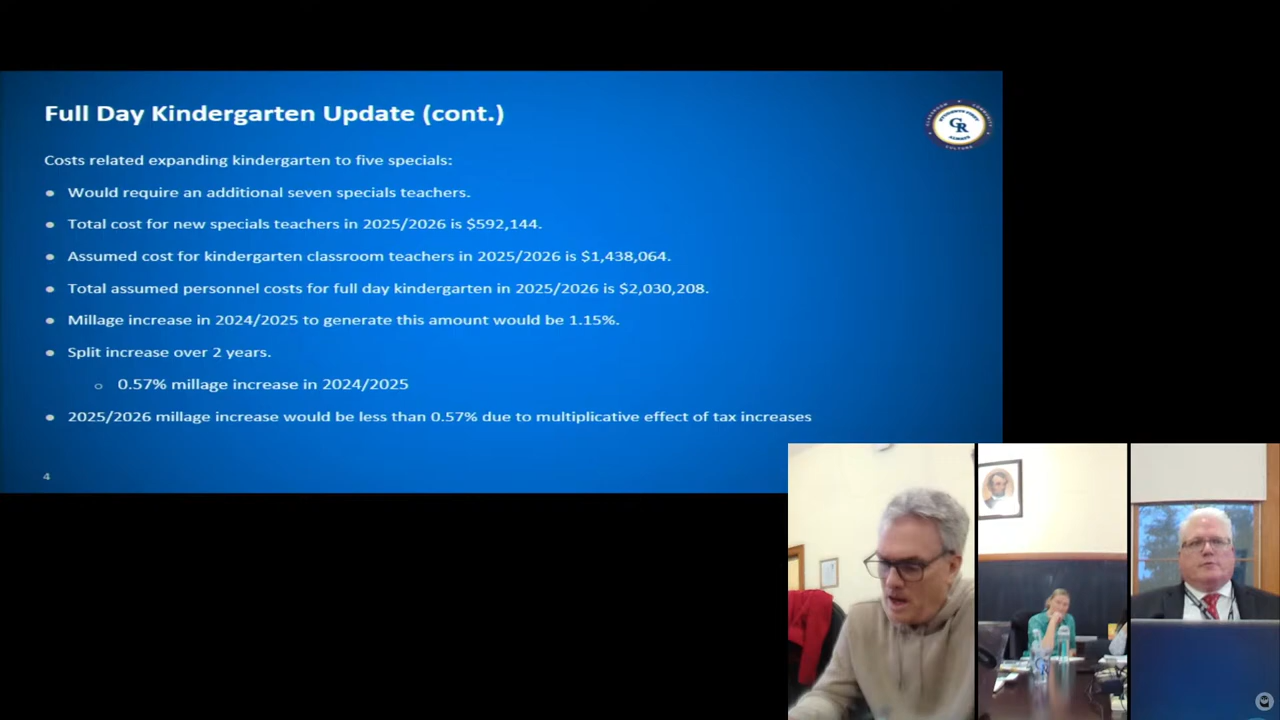 Full Day Kindergarten Update (cont.)
Costs related expanding kindergarten to five specials:
Would require an additional seven specials teachers.
Total cost for new specials teachers in 2025/2026 is $592,144.
Assumed cost for kindergarten classroom teachers in 2025/2026 is $1,438,064.
Total assumed personnel costs for full day kindergarten in 2025/2026 is $2,030,208.
Millage increase in 2024/2025 to generate this amount would be 1.15%.
Split increase over 2 years.
0.57% millage increase in 2024/2025
2025/2026 millage increase would be less than 0.57% due to multiplicative effect of tax increases
4
STUDENTS FIRST
GR
ALWAYS
CULTURE